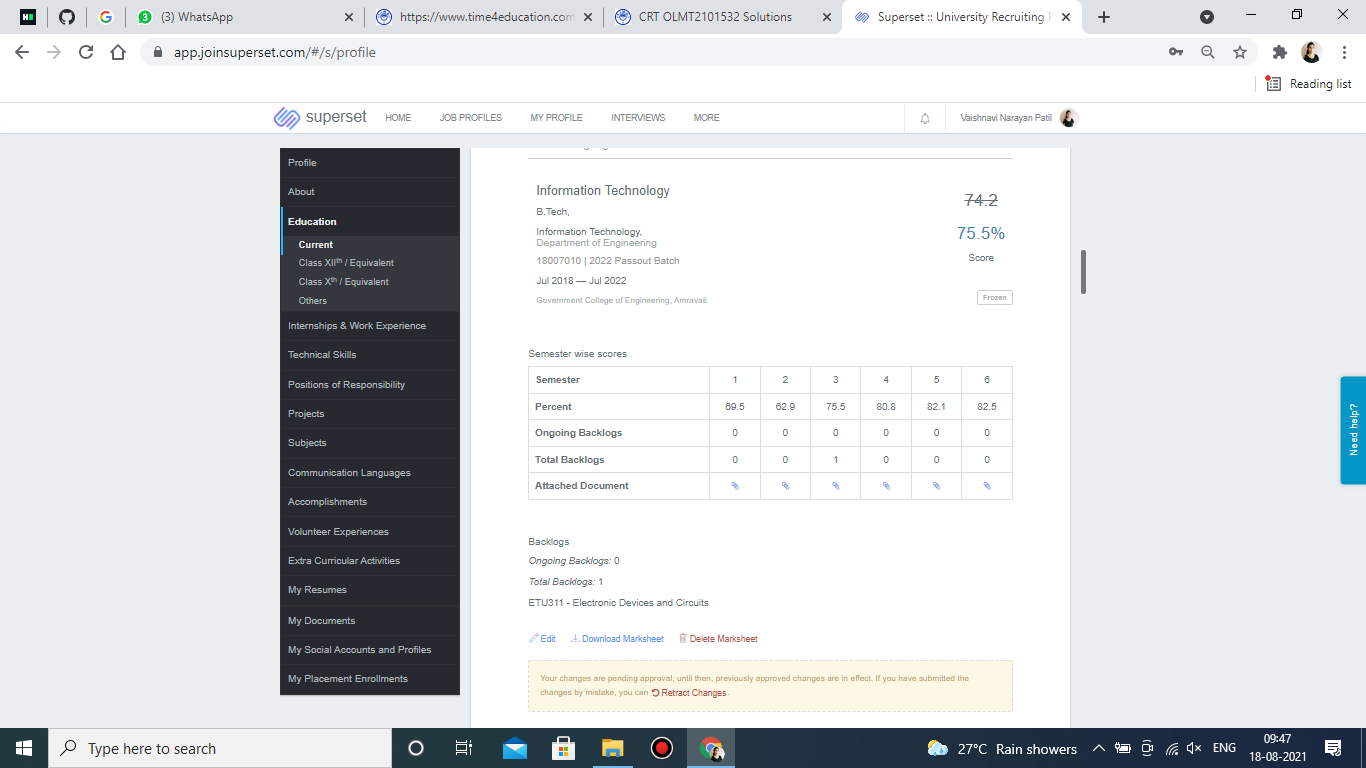 (3) WhatsApp
https://www.time4education.com
CRT OLMT2101532 Solutions
Superset :: University Recruiting
app.joinsuperset.com/#/s/profile
Reading list
superset
HOME
JOB PROFILES
MY PROFILE
INTERVIEWS
MORE
Vaishnavi Narayan Patil
Profile
About
Education
Current
Class XIIth / Equivalent
Class Xth / Equivalent
Others
Internships & Work Experience
Technical Skills
Positions of Responsibility
Projects
Subjects
Communication Languages
Accomplishments
Volunteer Experiences
Extra Curricular Activities
My Resumes
My Documents
My Social Accounts and Profiles
My Placement Enrollments
Information Technology
B.Tech,
Information Technology,
Department of Engineering
18007010 | 2022 Passout Batch
Jul 2018 — Jul 2022
Government College of Engineering, Amravati
74.2
75.5%
Score
Frozen
Semester wise scores
Semester 1 2 3 4 5 6
Percent 69.5 62.9 75.5 80.8 82.1 82.5
Ongoing Backlogs 0 0 0 0 0 0
Total Backlogs 0 0 1 0 0 0
Attached Document
Backlogs
Ongoing Backlogs: 0
Total Backlogs: 1
ETU311 - Electronic Devices and Circuits
Edit Download Marksheet Delete Marksheet
Your changes are pending approval, until then, previously approved changes are in effect. If you have submitted the
changes by mistake, you can Retract Changes.
Need help?
Type here to search
27°C Rain showers
ENG
09:47
18-08-2021